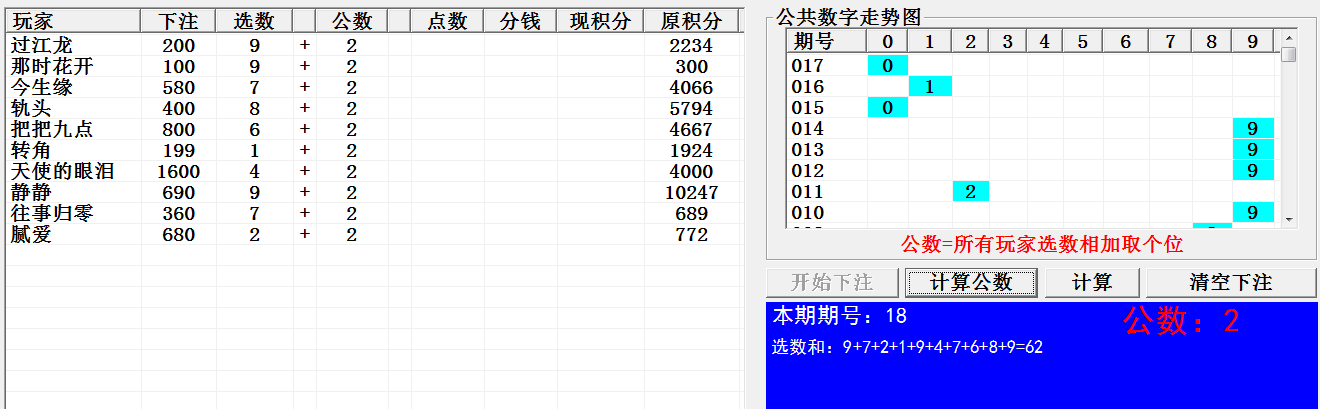 玩家 下注 选数 公数 点数 分钱 现积分 原积分
过江龙 200 9 + 2 2234
那时花开 100 9 + 2 300
今生缘 580 7 + 2 4066
轨头 400 8 + 2 5794
把把九点 800 6 + 2 4667
转角 199 1 + 2 1924
天使的眼泪 1600 4 + 2 4000
静静 690 9 + 2 10247
往事归零 360 7 + 2 689
腻爱 680 2 + 2 772
公共数字走势图
期号 0 1 2 3 4 5 6 7 8 9
017 0
016 1
015 0
014 9
013 9
012 9
011 2
010 9
公数=所有玩家选数相加取个位
开始下注 计算公数 计算 清空下注
本期期号：18 公数：2
选数和：9+7+2+1+9+4+7+6+8+9=62